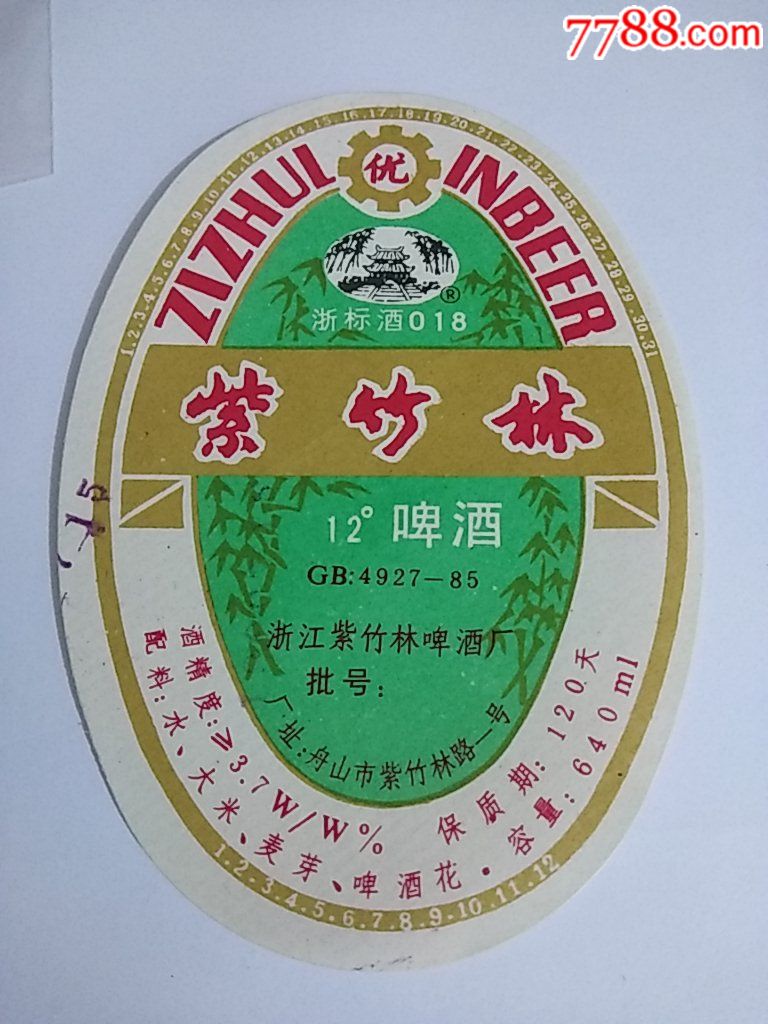 7788.com
1.2.3.4.5.6.7.8.9.10.11.12.13.14.15.16.17.18.19.20.21.22.23.24.25.26.27.28.29.30.31
ZIZHUL 优 INBEER
®
浙标酒018
紫竹林
12°啤酒
GB:4927-85
浙江紫竹林啤酒厂
批号:
厂址:舟山市紫竹林路一号
酒精度:≥3.7W/W% 保质期:120天
配料:水、大米、麦芽、啤酒花·容量:640ml
1.2.3.4.5.6.7.8.9.10.11.12